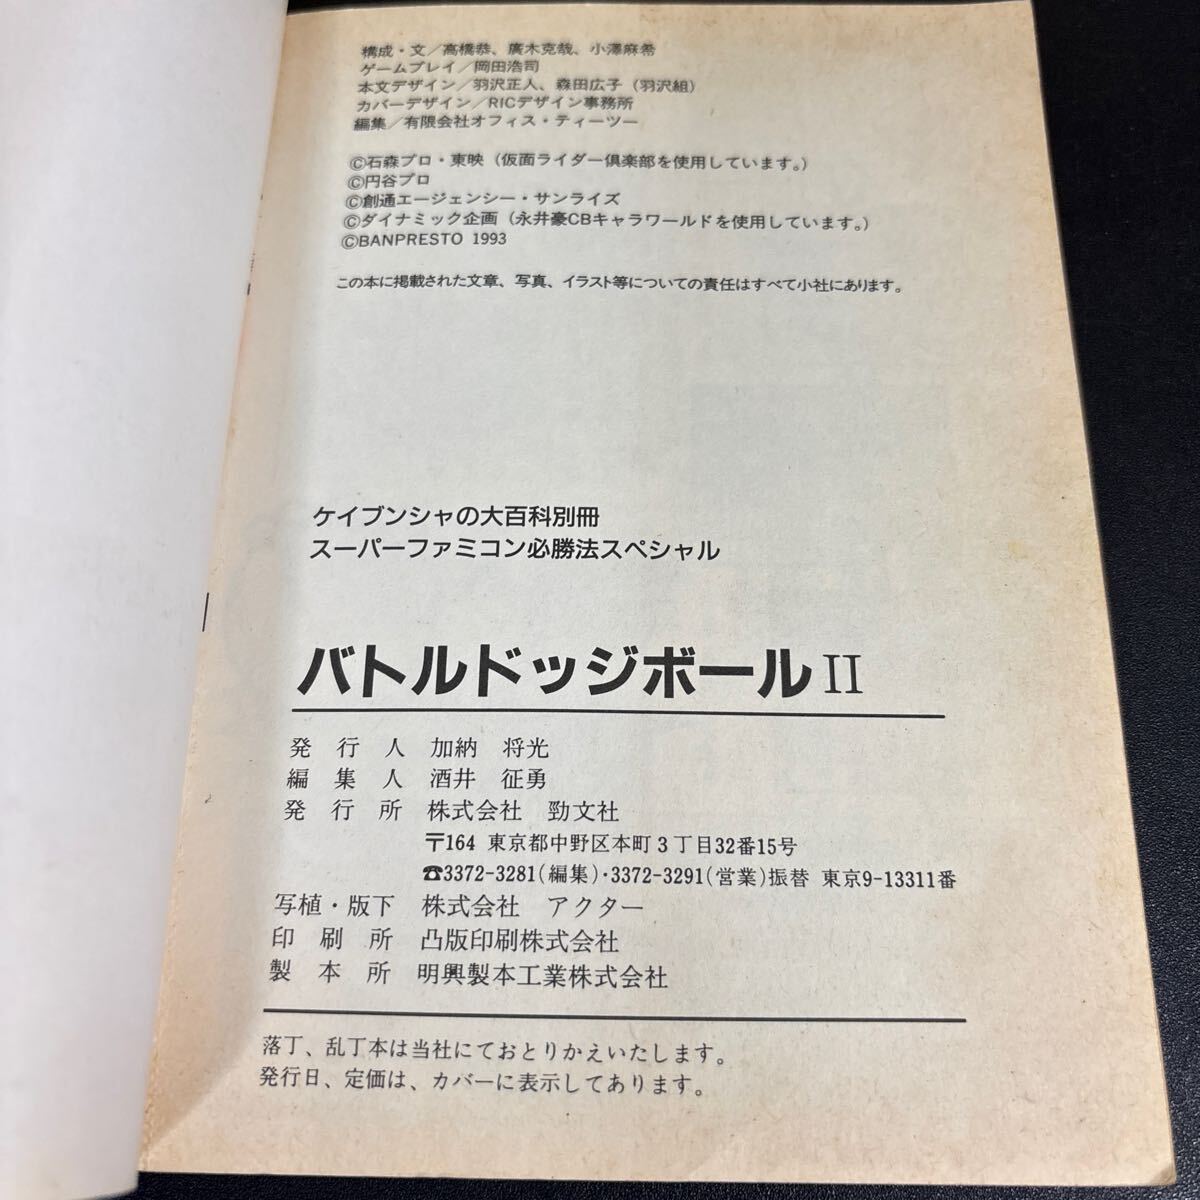 構成・文／高橋恭、廣木克哉、小澤麻希
ゲームプレイ／岡田浩司
本文デザイン／羽沢正人、森田広子（羽沢組）
カバーデザイン／RICデザイン事務所
編集／有限会社オフィス・ティーツー
©石森プロ・東映（仮面ライダー倶楽部を使用しています。）
©円谷プロ
©創通エージェンシー・サンライズ
©ダイナミック企画（永井豪CBキャラワールドを使用しています。）
©BANPRESTO 1993
この本に掲載された文章、写真、イラスト等についての責任はすべて小社にあります。
ケイブンシャの大百科別冊
スーパーファミコン必勝法スペシャル
バトルドッジボールII
発行人 加納 将光
編集人 酒井 征勇
発行所 株式会社 勁文社
〒164 東京都中野区本町3丁目32番15号
☎3372-3281(編集)・3372-3291(営業)振替 東京9-13311番
写植・版下 株式会社 アクター
印刷所 凸版印刷株式会社
製本所 明興製本工業株式会社
落丁、乱丁本は当社にておとりかえいたします。
発行日、定価は、カバーに表示してあります。